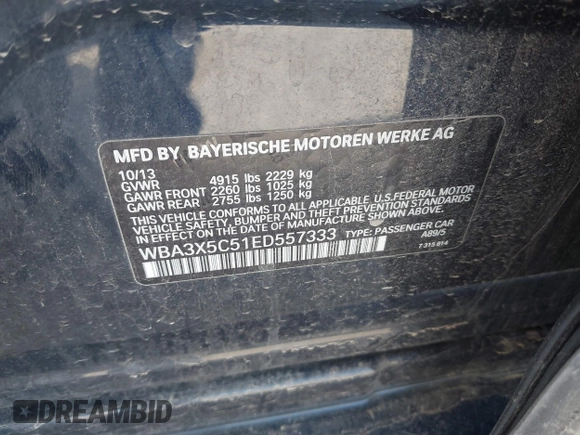 MFD BY BAYERISCHE MOTOREN WERKE AG
10/13
GVWR 4915 lbs 2229 kg
GAWR FRONT 2260 lbs 1025 kg
GAWR REAR 2755 lbs 1250 kg
THIS VEHICLE CONFORMS TO ALL APPLICABLE U.S. FEDERAL MOTOR
VEHICLE SAFETY, BUMPER, AND THEFT PREVENTION STANDARDS
IN EFFECT ON THE DATE OF MANUFACTURE SHOWN ABOVE.
WBA3X5C51ED557333 TYPE: PASSENGER CAR
A89/5
7 315 814
DREAMBID